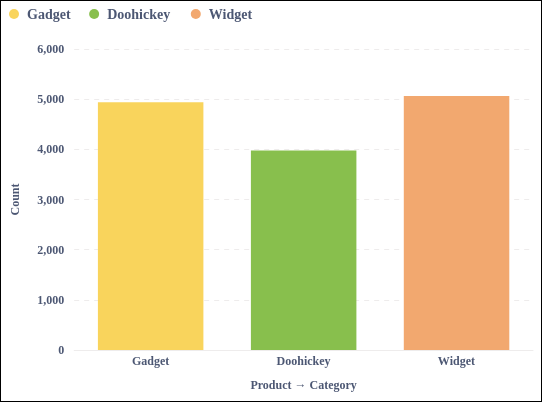 Gadget Doohickey Widget
6,000
5,000
4,000
3,000
2,000
1,000
0
Count
Gadget Doohickey Widget
Product → Category